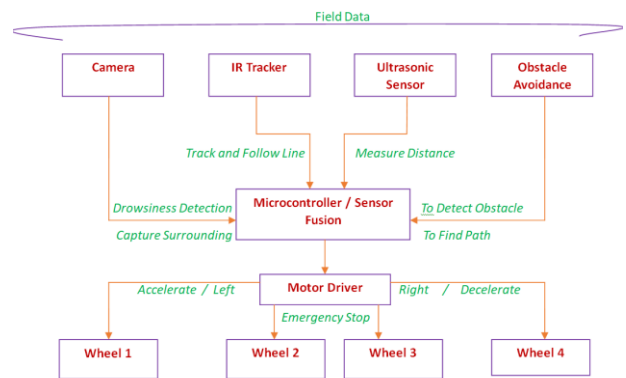 Field Data
Camera
IR Tracker
Ultrasonic
Sensor
Obstacle
Avoidance
Track and Follow Line
Measure Distance
Drowsiness Detection
Capture Surrounding
Microcontroller / Sensor
Fusion
To Detect Obstacle
To Find Path
Accelerate / Left
Motor Driver
Right / Decelerate
Emergency Stop
Wheel 1
Wheel 2
Wheel 3
Wheel 4